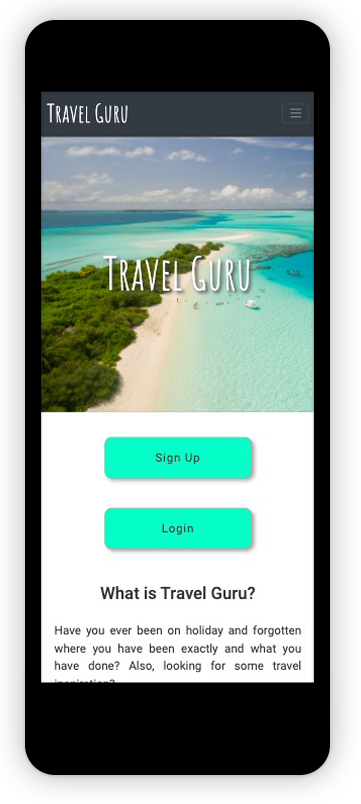 Travel Guru
Travel Guru
Sign Up
Login
What is Travel Guru?
Have you ever been on holiday and forgotten
where you have been exactly and what you
have done? Also, looking for some travel
inspiration?